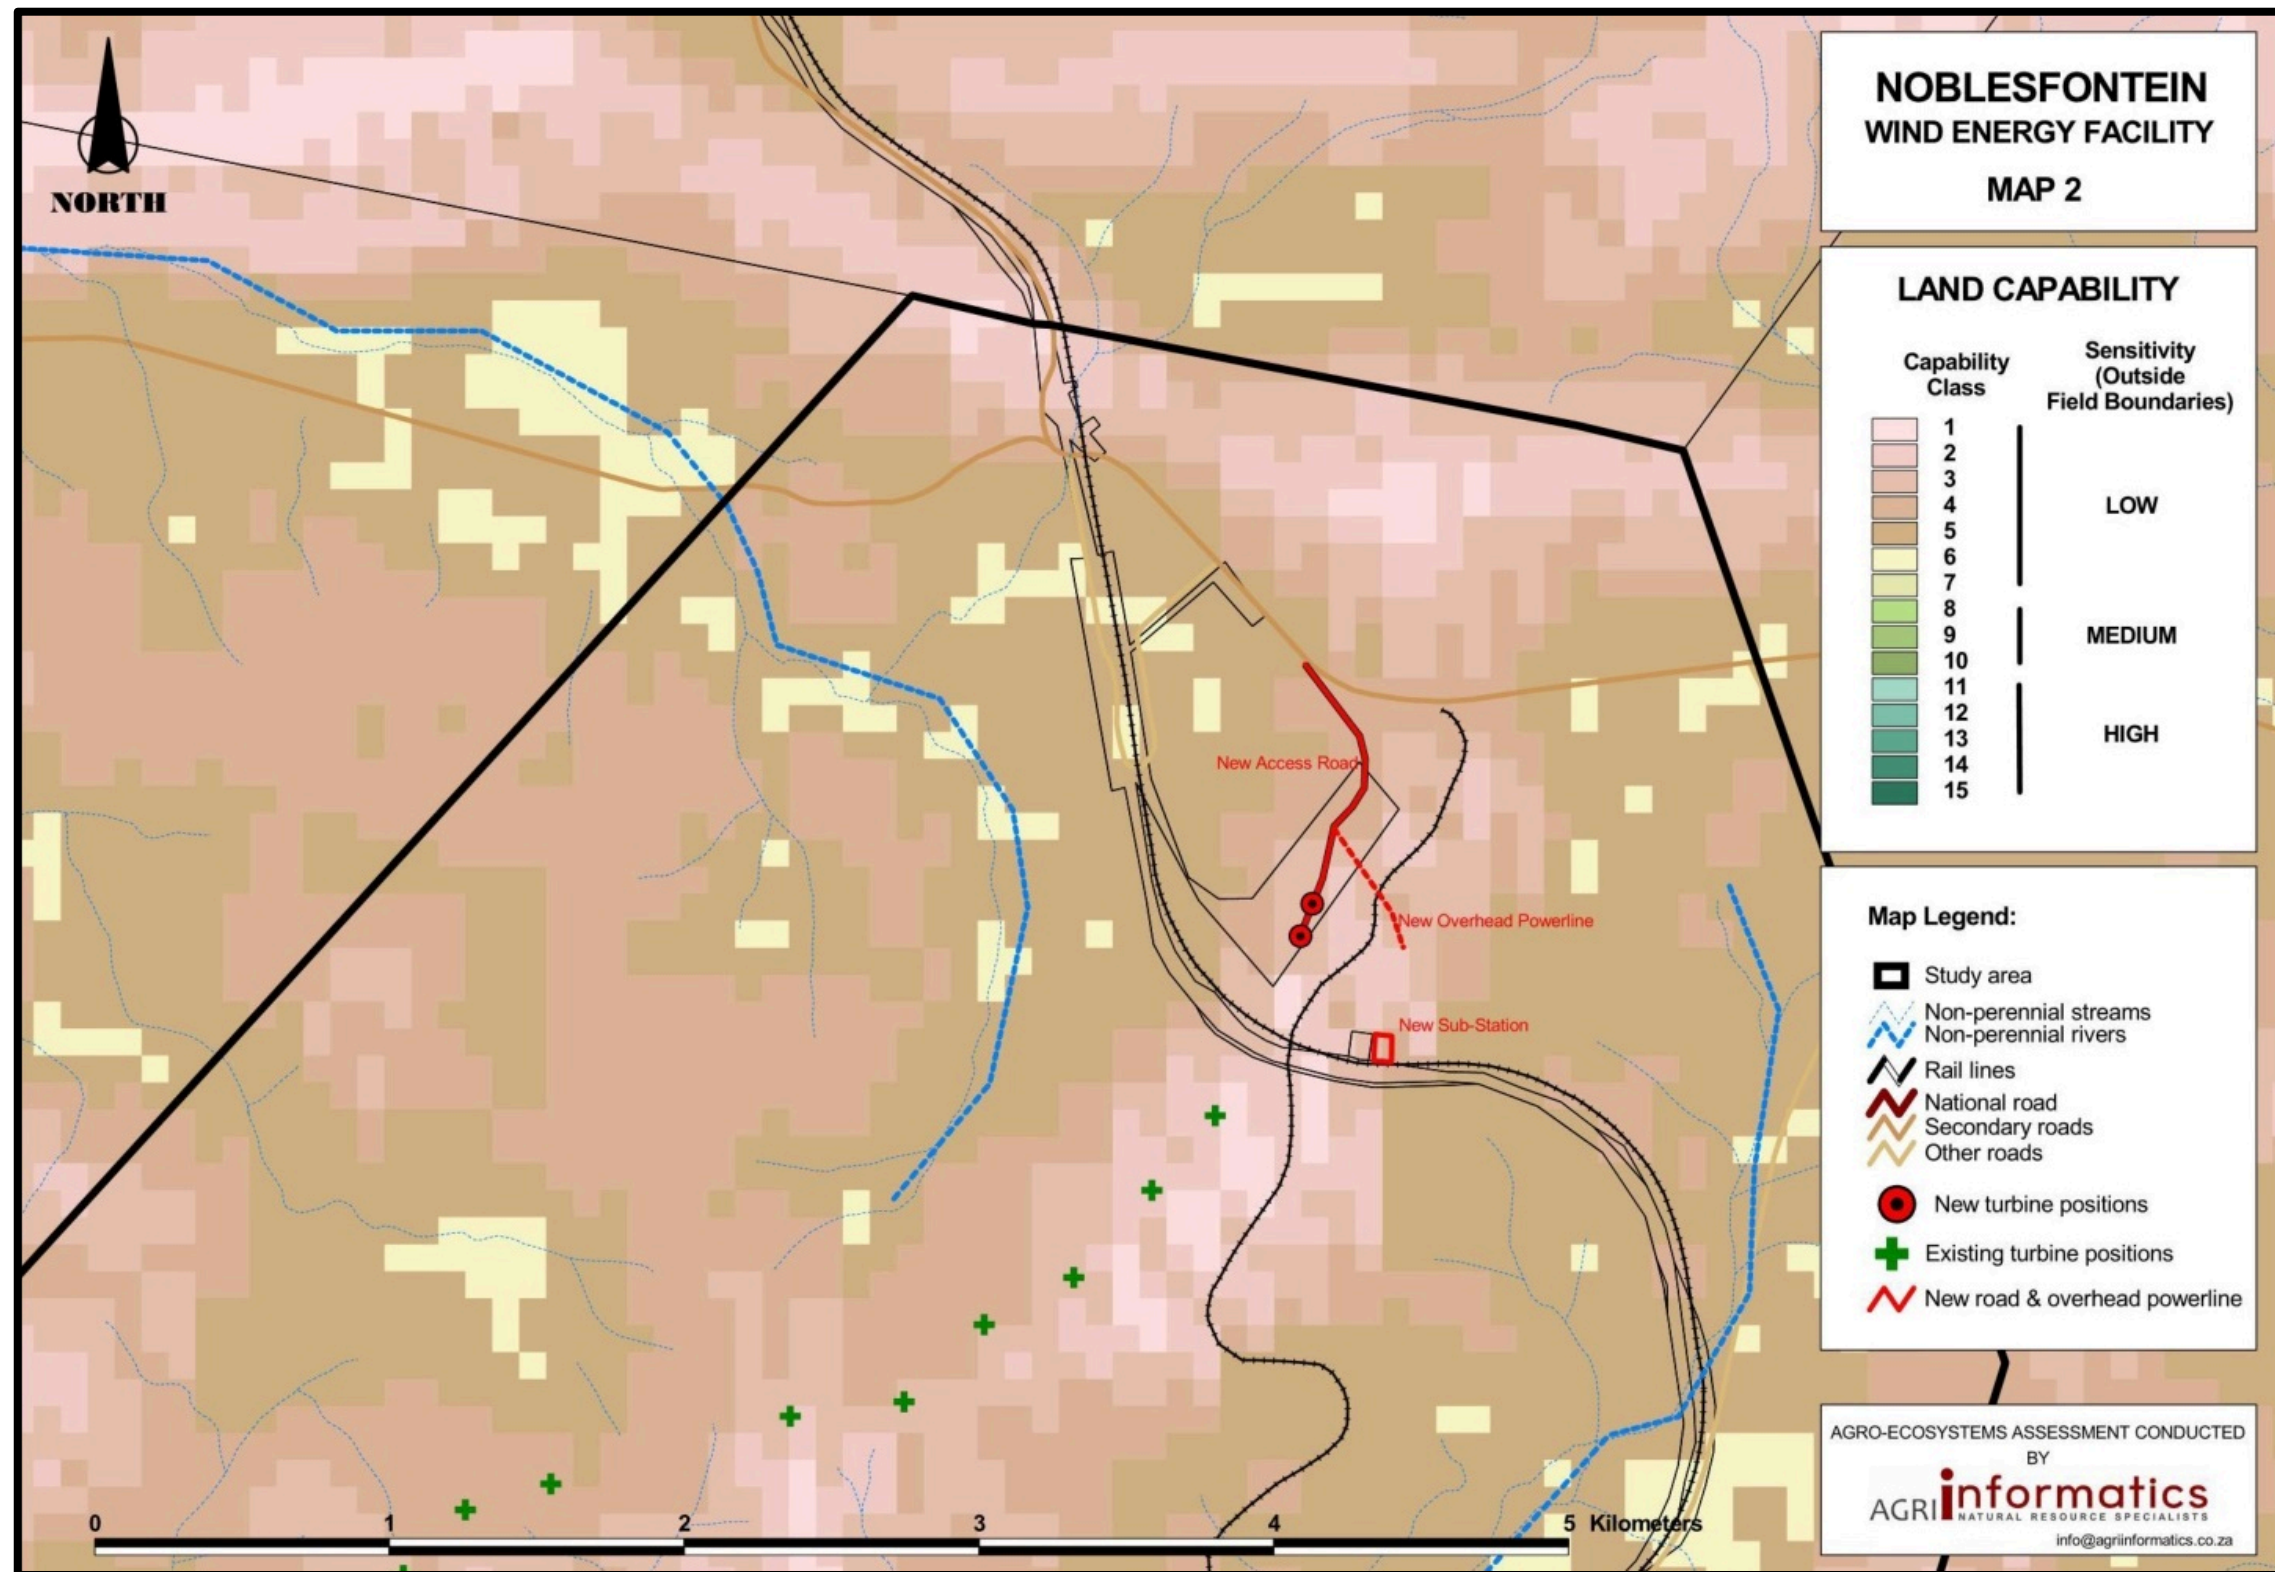 NORTH
NOBLESFONTEIN
WIND ENERGY FACILITY
MAP 2
LAND CAPABILITY
Capability
Class
Sensitivity
(Outside
Field Boundaries)
1
2
3
4
5
6
7
8
9
10
11
12
13
14
15
LOW
MEDIUM
HIGH
New Access Road
New Overhead Powerline
New Sub-Station
Map Legend:
Study area
Non-perennial streams
Non-perennial rivers
Rail lines
National road
Secondary roads
Other roads
New turbine positions
Existing turbine positions
New road & overhead powerline
AGRO-ECOSYSTEMS ASSESSMENT CONDUCTED
BY
AGRIinformatics
NATURAL RESOURCE SPECIALISTS
info@agriinformatics.co.za
0 1 2 3 4 5 Kilometers